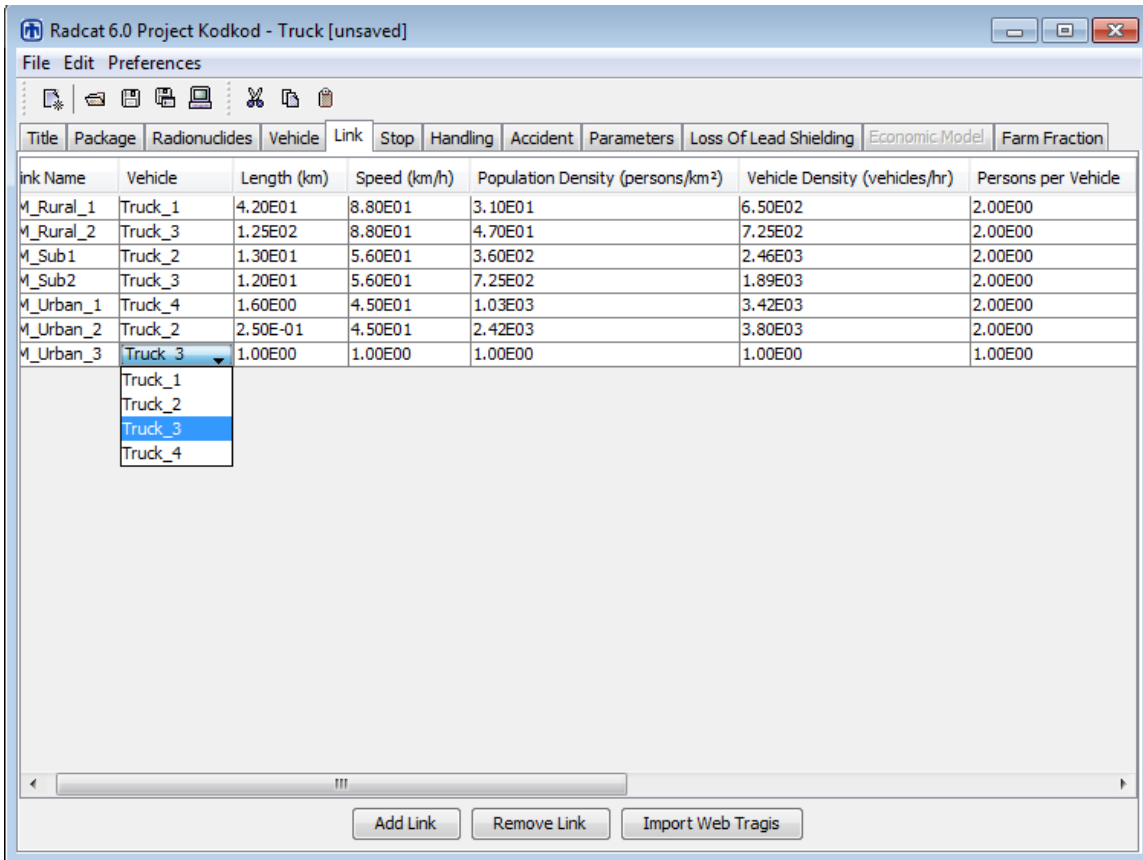 Radcat 6.0 Project Kodkod - Truck [unsaved]
File Edit Preferences
Title Package Radionuclides Vehicle Link Stop Handling Accident Parameters Loss Of Lead Shielding Economic Model Farm Fraction
ink Name Vehicle Length (km) Speed (km/h) Population Density (persons/km²) Vehicle Density (vehicles/hr) Persons per Vehicle
M_Rural_1 Truck_1 4.20E01 8.80E01 3.10E01 6.50E02 2.00E00
M_Rural_2 Truck_3 1.25E02 8.80E01 4.70E01 7.25E02 2.00E00
M_Sub1 Truck_2 1.30E01 5.60E01 3.60E02 2.46E03 2.00E00
M_Sub2 Truck_3 1.20E01 5.60E01 7.25E02 1.89E03 2.00E00
M_Urban_1 Truck_4 1.60E00 4.50E01 1.03E03 3.42E03 2.00E00
M_Urban_2 Truck_2 2.50E-01 4.50E01 2.42E03 3.80E03 2.00E00
M_Urban_3 Truck_3 1.00E00 1.00E00 1.00E00 1.00E00 1.00E00
Truck_1
Truck_2
Truck_3
Truck_4
Add Link Remove Link Import Web Tragis